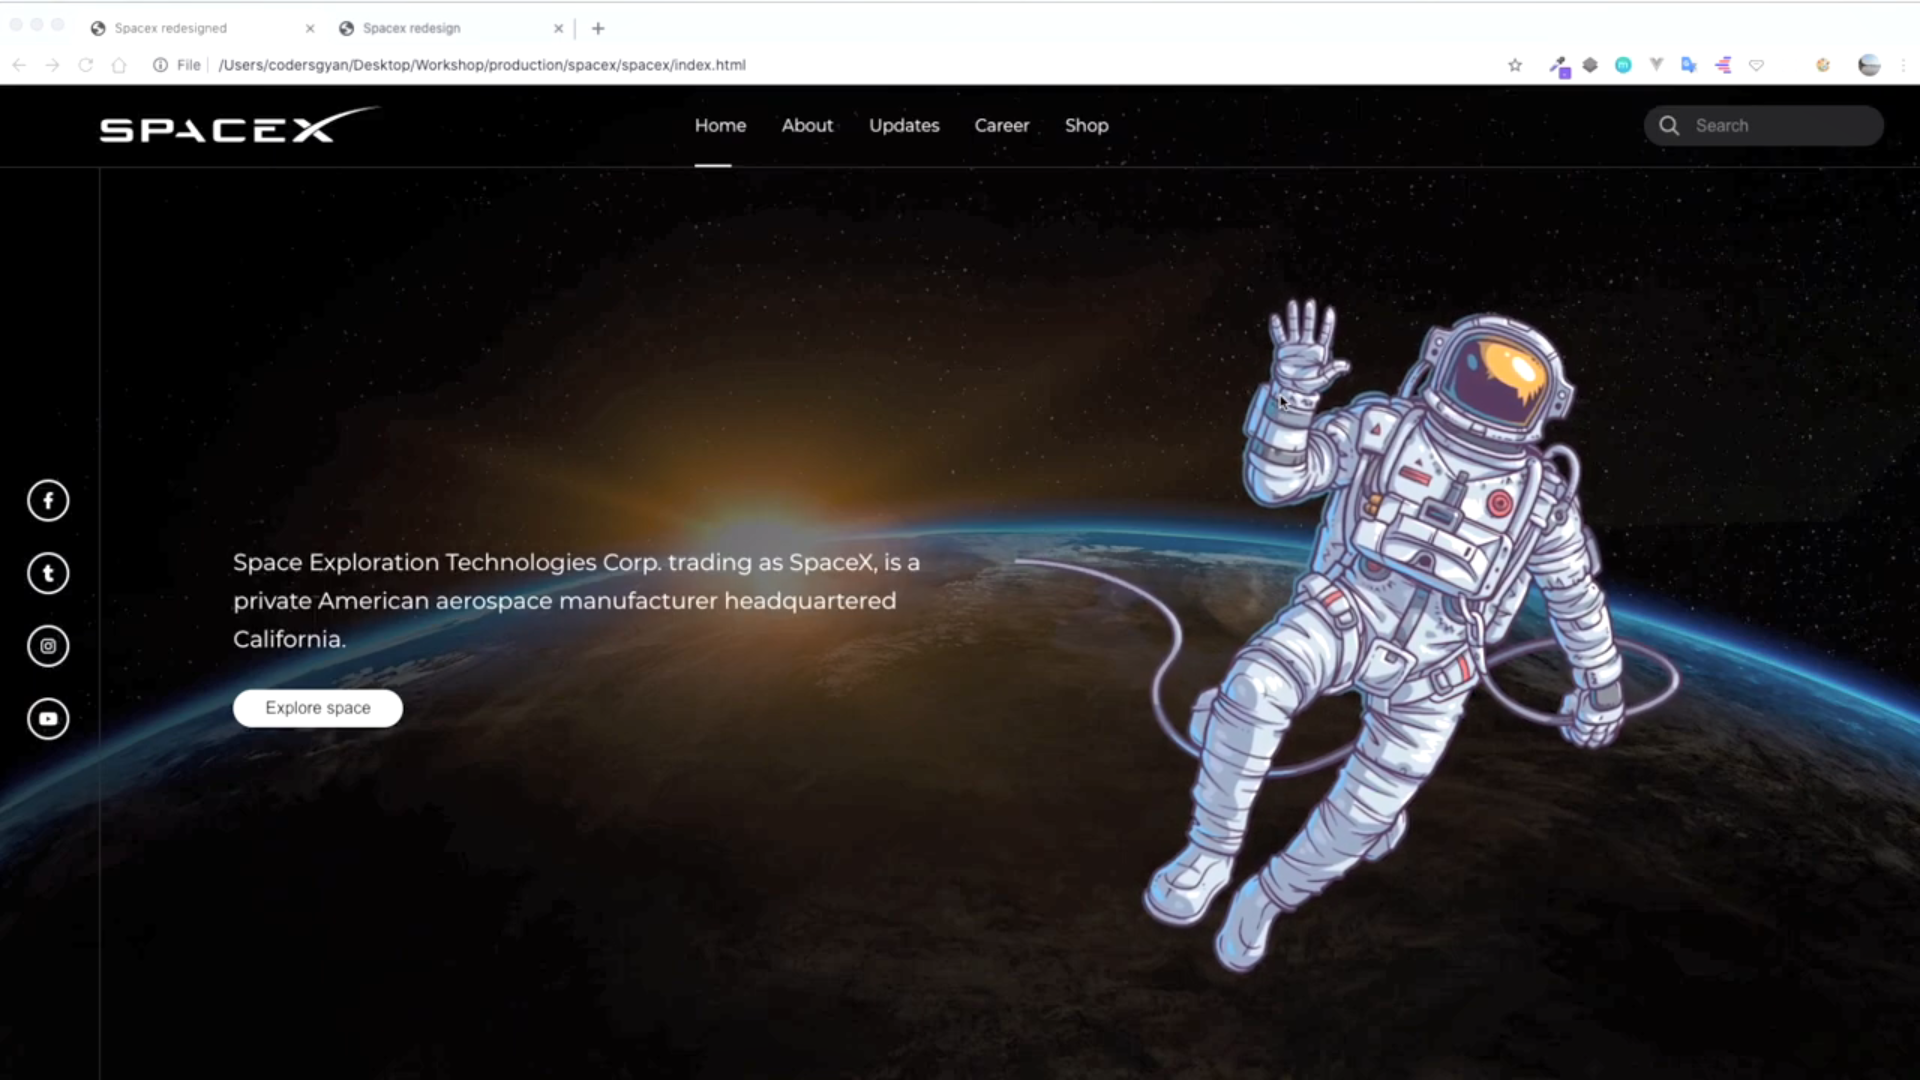 Spacex redesigned
Spacex redesign
File
/Users/codersgyan/Desktop/Workshop/production/spacex/spacex/index.html
SPACEX
Home
About
Updates
Career
Shop
Search
Space Exploration Technologies Corp. trading as SpaceX, is a
private American aerospace manufacturer headquartered
California.
Explore space